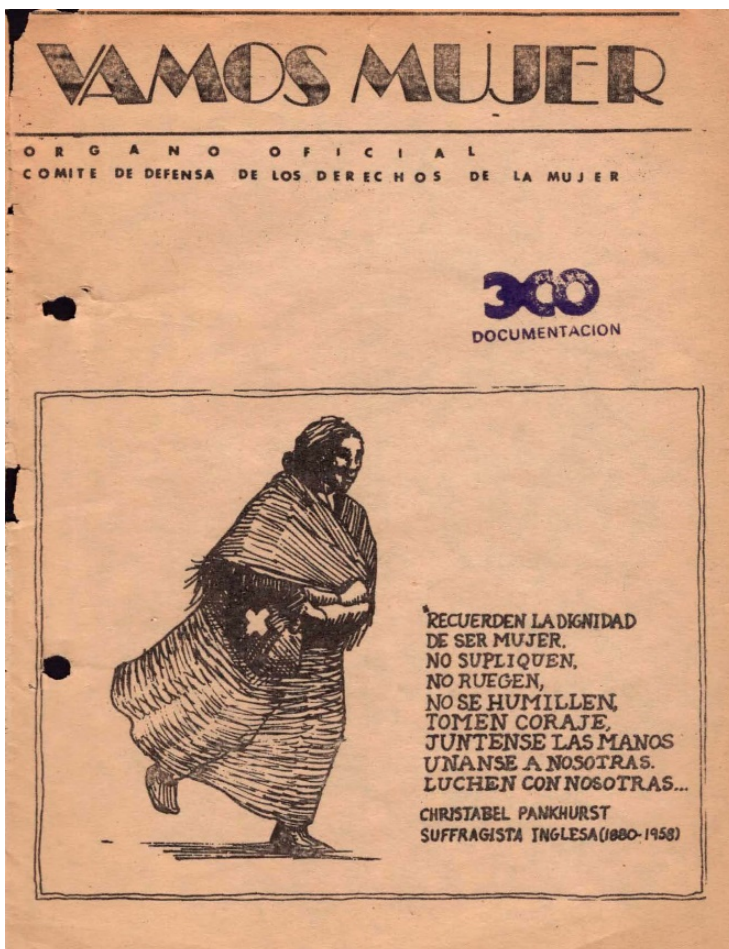 VAMOS MUJER
ORGANO OFICIAL
COMITE DE DEFENSA DE LOS DERECHOS DE LA MUJER
DOCUMENTACION
"RECUERDEN LA DIGNIDAD
DE SER MUJER.
NO SUPLIQUEN,
NO RUEGEN,
NO SE HUMILLEN,
TOMEN CORAJE,
JUNTENSE LAS MANOS
UNANSE A NOSOTRAS.
LUCHEN CON NOSOTRAS...
CHRISTABEL PANKHURST
SUFFRAGISTA INGLESA (1880-1958)